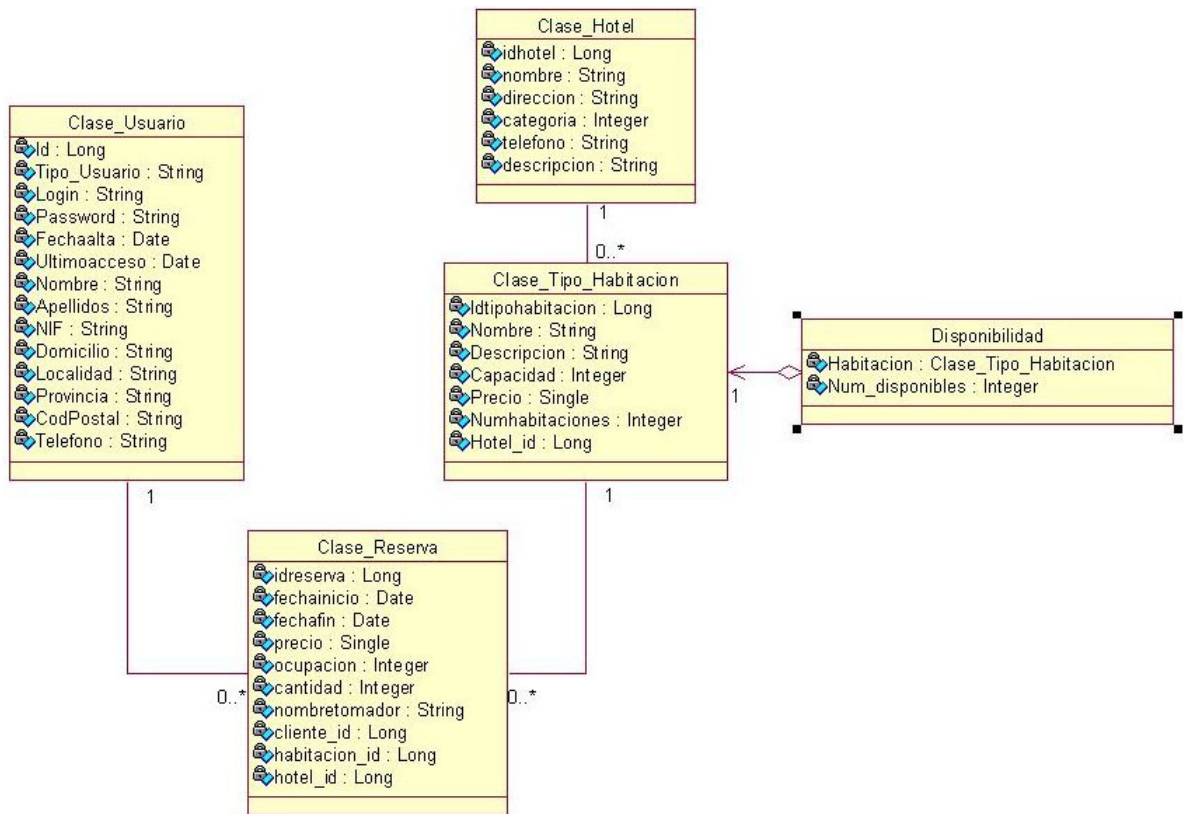 Clase_Hotel
idhotel : Long
nombre : String
direccion : String
categoria : Integer
telefono : String
descripcion : String
1
0..*
Clase_Usuario
Id : Long
Tipo_Usuario : String
Login : String
Password : String
Fechaalta : Date
Ultimoacceso : Date
Nombre : String
Apellidos : String
NIF : String
Domicilio : String
Localidad : String
Provincia : String
CodPostal : String
Telefono : String
1
0..*
Clase_Tipo_Habitacion
Idtipohabitacion : Long
Nombre : String
Descripcion : String
Capacidad : Integer
Precio : Single
Numhabitaciones : Integer
Hotel_id : Long
1
1
0..*
Disponibilidad
Habitacion : Clase_Tipo_Habitacion
Num_disponibles : Integer
Clase_Reserva
idreserva : Long
fechainicio : Date
fechafin : Date
precio : Single
ocupacion : Integer
cantidad : Integer
nombretomador : String
cliente_id : Long
habitacion_id : Long
hotel_id : Long